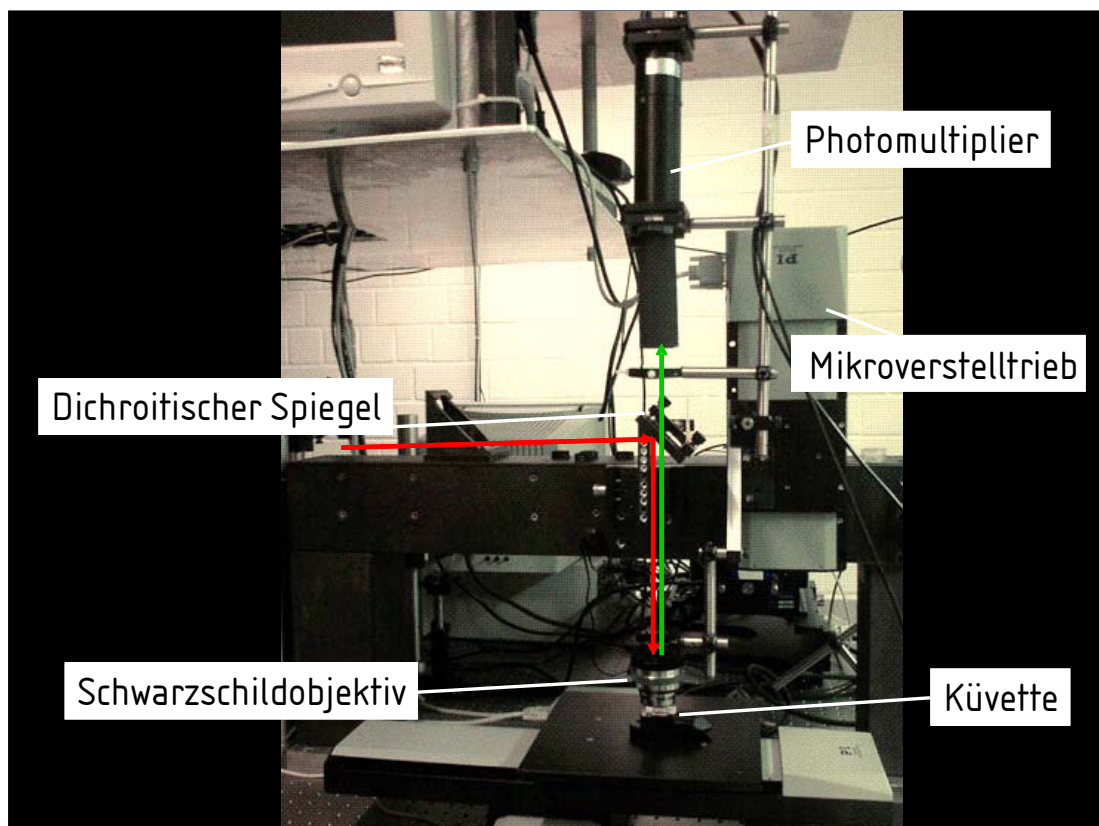 Photomultiplier
PI
Mikroverstelltrieb
Dichroitischer Spiegel
Schwarzschildobjektiv
Küvette